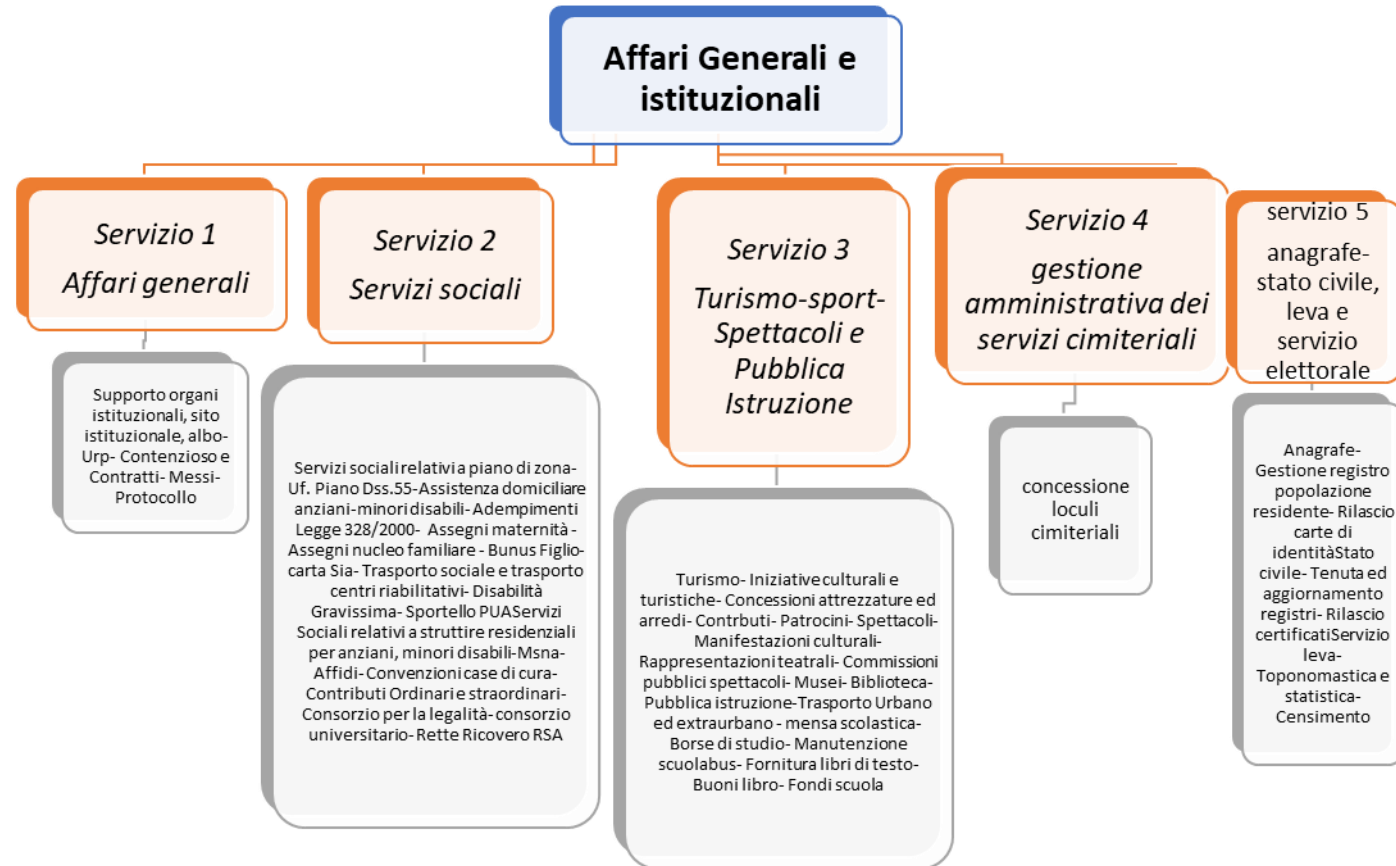 Affari Generali e
istituzionali
Servizio 1
Affari generali
Supporto organi
istituzionali, sito
istituzionale, albo-
Urp- Contenzioso e
Contratti- Messi-
Protocollo
Servizio 2
Servizi sociali
Servizi sociali relativi a piano di zona-
Uf. Piano Dss.55-Assistenza domiciliare
anziani-minori disabili- Adempimenti
Legge 328/2000- Assegni maternità -
Assegni nucleo familiare - Bunus Figlio-
carta Sia- Trasporto sociale e trasporto
centri riabilitativi- Disabilità
Gravissima- Sportello PUAServizi
Sociali relativi a struttire residenziali
per anziani, minori disabili-Msna-
Affidi- Convenzioni case di cura-
Contributi Ordinari e straordinari-
Consorzio per la legalità- consorzio
universitario- Rette Ricovero RSA
Servizio 3
Turismo-sport-
Spettacoli e
Pubblica
Istruzione
Turismo- Iniziative culturali e
turistiche- Concessioni attrezzature ed
arredi- Contrbuti- Patrocini- Spettacoli-
Manifestazioni culturali-
Rappresentazioni teatrali- Commissioni
pubblici spettacoli- Musei- Biblioteca-
Pubblica istruzione-Trasporto Urbano
ed extraurbano - mensa scolastica-
Borse di studio- Manutenzione
scuolabus- Fornitura libri di testo-
Buoni libro- Fondi scuola
Servizio 4
gestione
amministrativa dei
servizi cimiteriali
concessione
loculi
cimiteriali
servizio 5
anagrafe-
stato civile,
leva e
servizio
elettorale
Anagrafe-
Gestione registro
popolazione
residente- Rilascio
carte di
identitàStato
civile- Tenuta ed
aggiornamento
registri- Rilascio
certificatiServizio
leva-
Toponomastica e
statistica-
Censimento